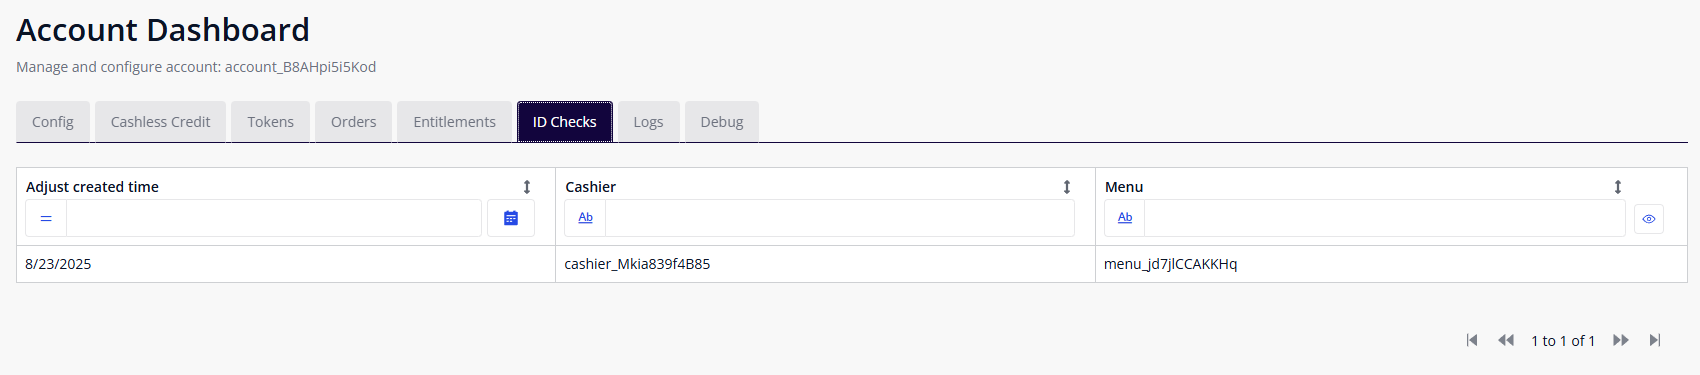 Account Dashboard
Manage and configure account: account_B8AHpi5i5Kod
Config Cashless Credit Tokens Orders Entitlements ID Checks Logs Debug
Adjust created time Cashier Menu
= Ab Ab
8/23/2025 cashier_Mkia839f4B85 menu_jd7jlCCAKKHq
1 to 1 of 1